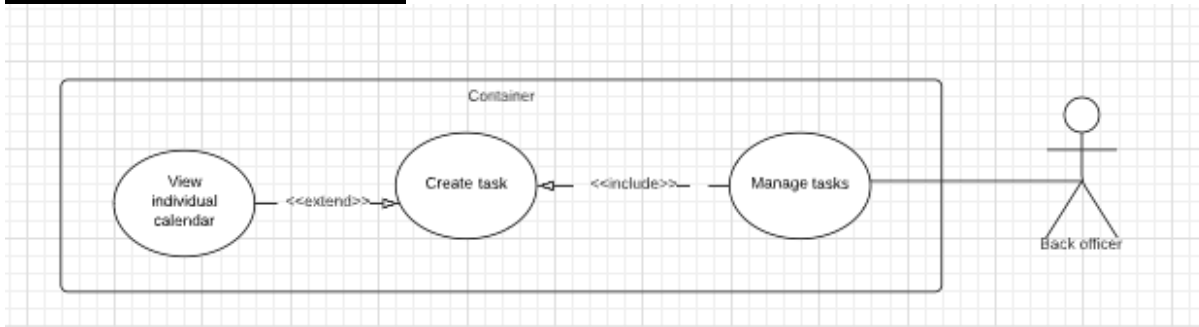 Container
View
individual
calendar
<<extend>>
Create task
<<include>>
Manage tasks
Back officer